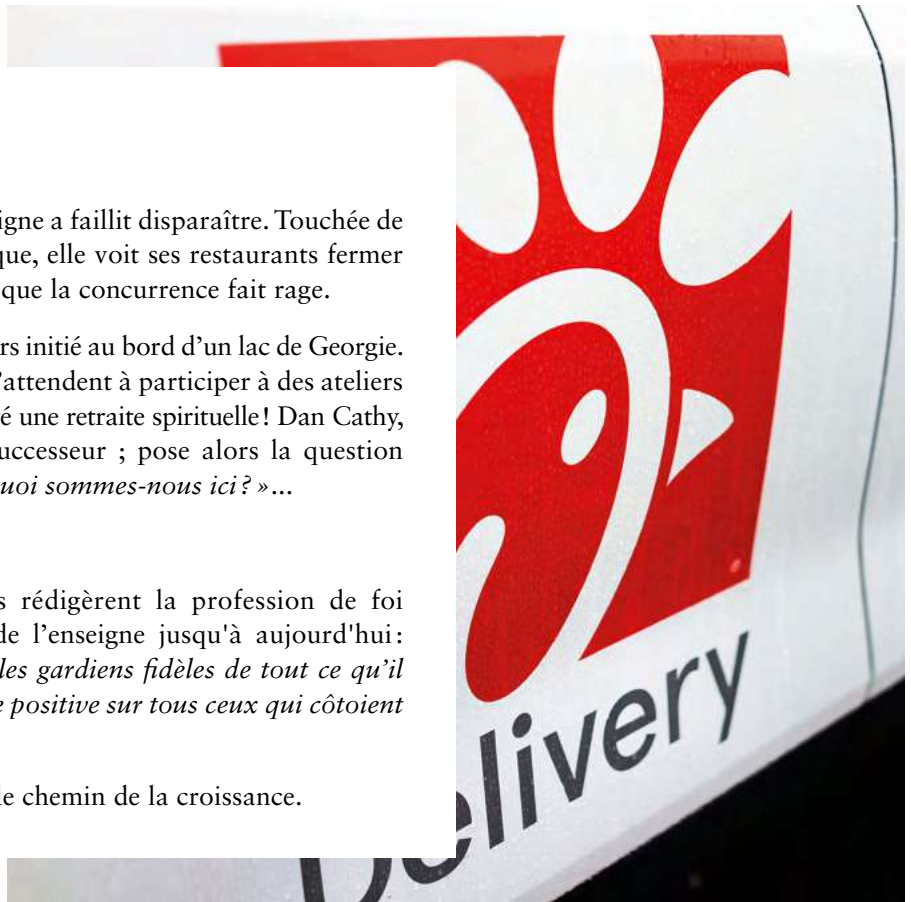 igne a faillit disparaître. Touchée de
que, elle voit ses restaurants fermer
que la concurrence fait rage.
rs initié au bord d’un lac de Georgie.
’attendent à participer à des ateliers
é une retraite spirituelle! Dan Cathy,
uccesseur ; pose alors la question
uoi sommes-nous ici? »...
s rédigèrent la profession de foi
de l’enseigne jusqu'à aujourd'hui:
les gardiens fidèles de tout ce qu’il
e positive sur tous ceux qui côtoient
le chemin de la croissance.
Delivery